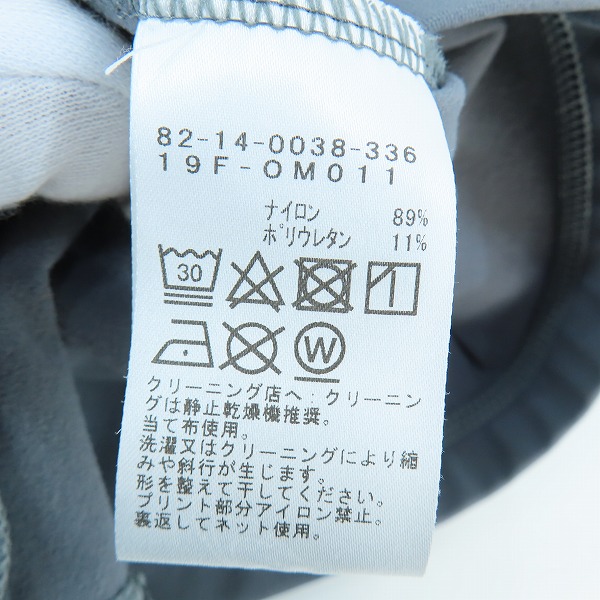 82-14-0038-336
19F-OM011
ナイロン 89%
ポリウレタン 11%
30
W
クリーニング店へ:クリーニン
グは静止乾燥機推奨。
当て布使用。
洗濯又はクリーニングにより縮
みや斜行が生じます。
形を整えて干してください。
プリント部分アイロン禁止。
裏返してネット使用。